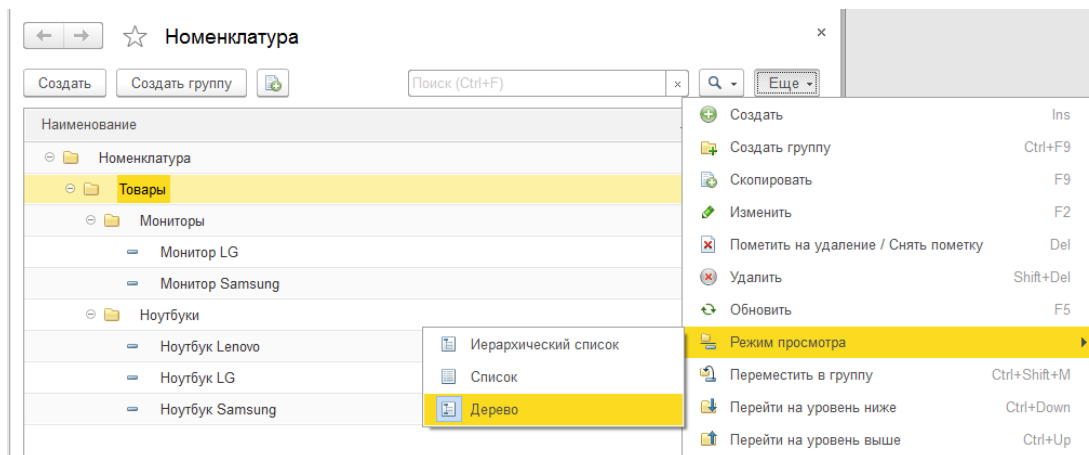 Номенклатура
Создать Создать группу Поиск (Ctrl+F) Еще
Наименование
Номенклатура
Товары
Мониторы
Монитор LG
Монитор Samsung
Ноутбуки
Ноутбук Lenovo
Ноутбук LG
Ноутбук Samsung
Создать Ins
Создать группу Ctrl+F9
Скопировать F9
Изменить F2
Пометить на удаление / Снять пометку Del
Удалить Shift+Del
Обновить F5
Режим просмотра
Переместить в группу Ctrl+Shift+M
Перейти на уровень ниже Ctrl+Down
Перейти на уровень выше Ctrl+Up
Иерархический список
Список
Дерево